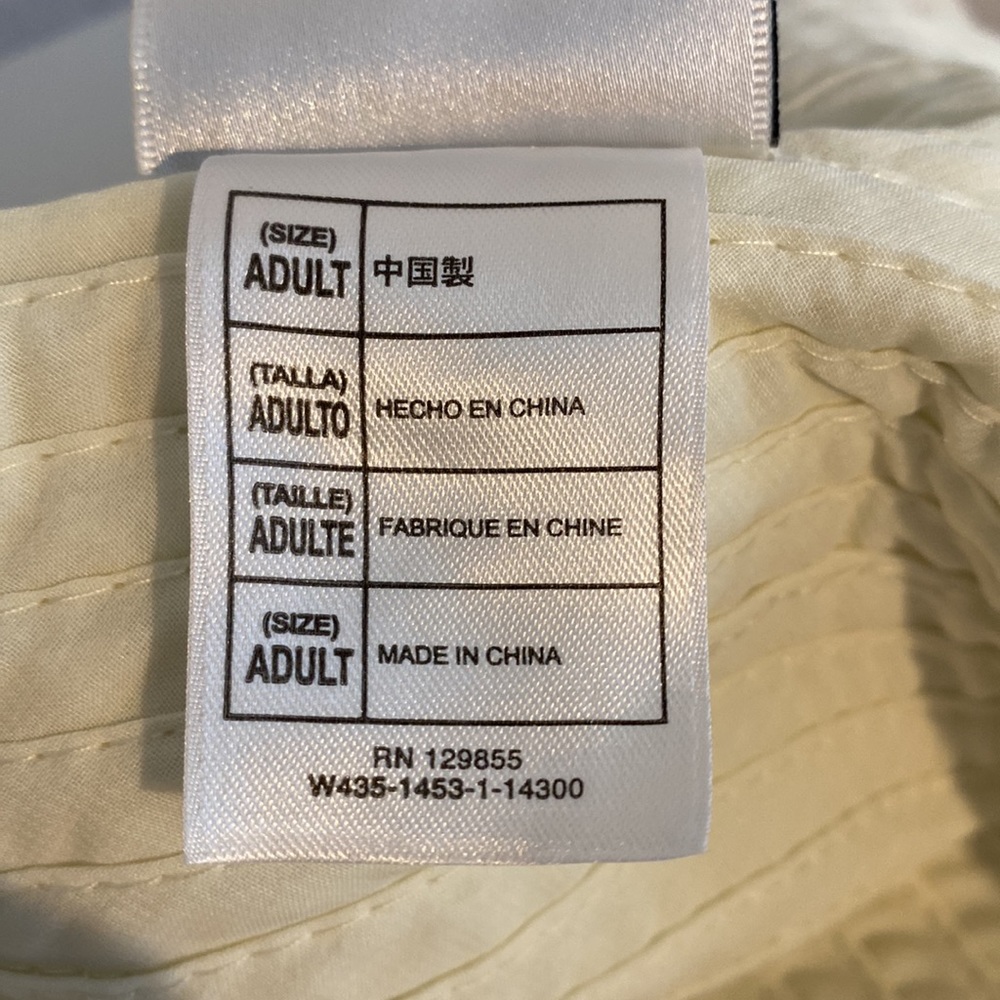 (SIZE)
ADULT
中国製
(TALLA)
ADULTO
HECHO EN CHINA
(TAILLE)
ADULTE
FABRIQUE EN CHINE
(SIZE)
ADULT
MADE IN CHINA
RN 129855
W435-1453-1-14300